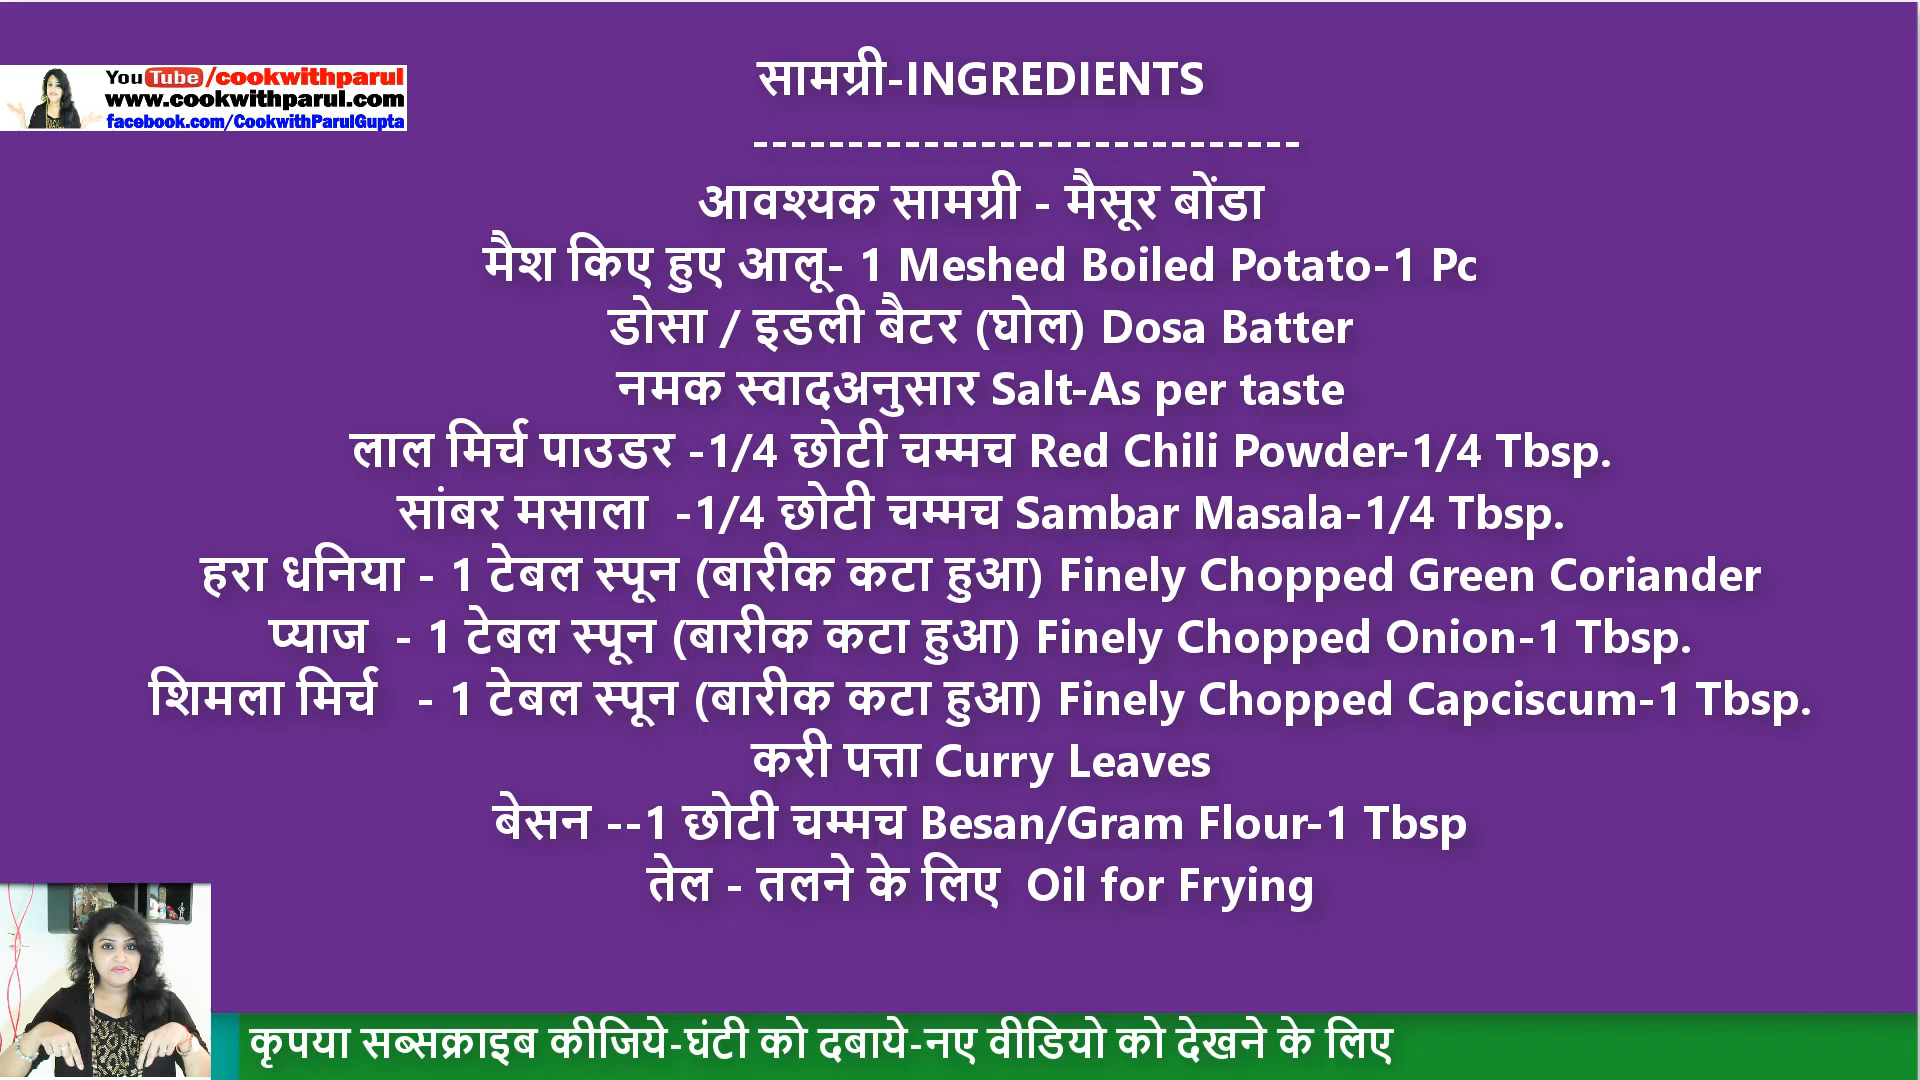 YouTube/cookwithparul
www.cookwithparul.com
facebook.com/CookwithParulGupta
सामग्री-INGREDIENTS
-----------------------------
आवश्यक सामग्री - मैसूर बोंडा
मैश किए हुए आलू- 1 Meshed Boiled Potato-1 Pc
डोसा / इडली बैटर (घोल) Dosa Batter
नमक स्वादअनुसार Salt-As per taste
लाल मिर्च पाउडर -1/4 छोटी चम्मच Red Chili Powder-1/4 Tbsp.
सांबर मसाला  -1/4 छोटी चम्मच Sambar Masala-1/4 Tbsp.
हरा धनिया - 1 टेबल स्पून (बारीक कटा हुआ) Finely Chopped Green Coriander
प्याज  - 1 टेबल स्पून (बारीक कटा हुआ) Finely Chopped Onion-1 Tbsp.
शिमला मिर्च   - 1 टेबल स्पून (बारीक कटा हुआ) Finely Chopped Capciscum-1 Tbsp.
करी पत्ता Curry Leaves
बेसन --1 छोटी चम्मच Besan/Gram Flour-1 Tbsp
तेल - तलने के लिए  Oil for Frying
कृपया सब्सक्राइब कीजिये-घंटी को दबाये-नए वीडियो को देखने के लिए